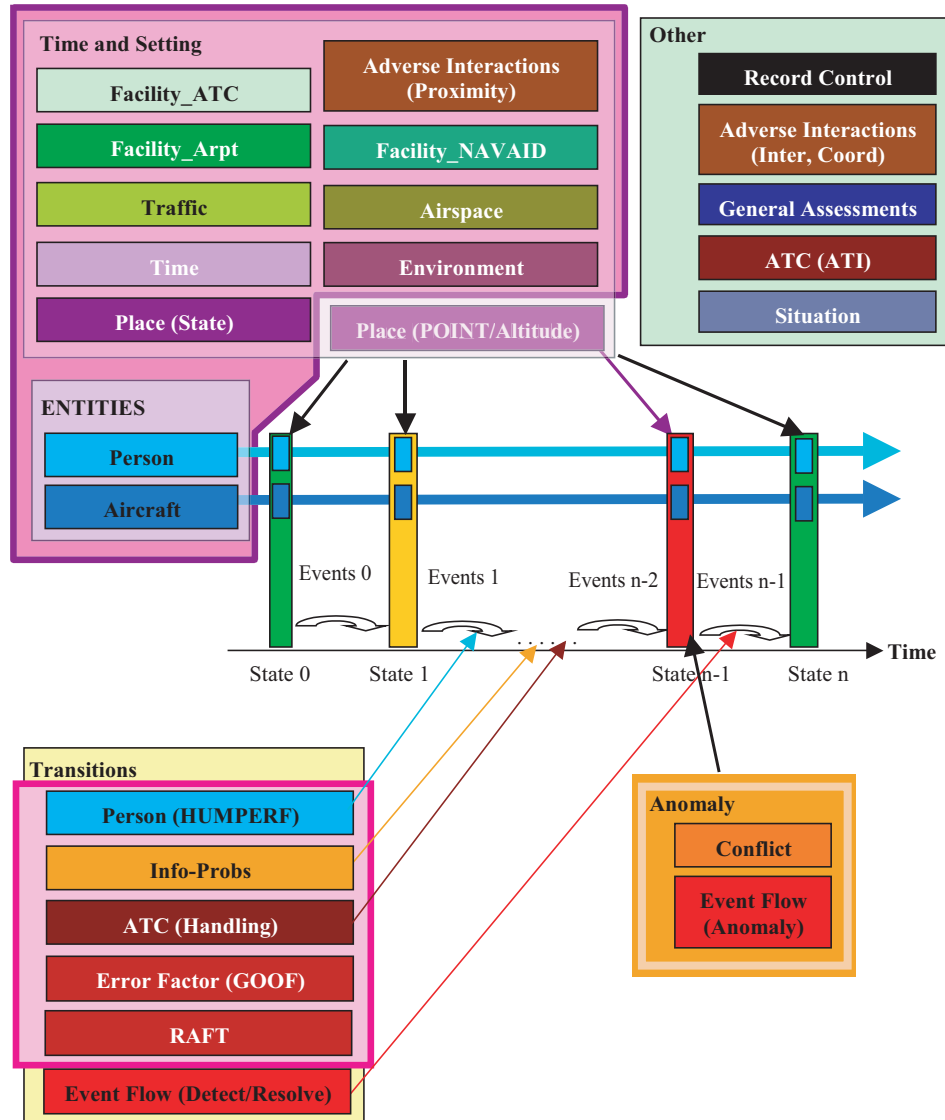 Time and Setting
Facility_ATC
Adverse Interactions
(Proximity)
Facility_Arpt
Facility_NAVAID
Traffic
Airspace
Time
Environment
Place (State)
Place (POINT/Altitude)
Other
Record Control
Adverse Interactions
(Inter, Coord)
General Assessments
ATC (ATI)
Situation
ENTITIES
Person
Aircraft
Events 0
Events 1
Events n-2
Events n-1
. . . . . .
Time
State 0
State 1
State n-1
State n
Transitions
Person (HUMPERF)
Info-Probs
ATC (Handling)
Error Factor (GOOF)
RAFT
Event Flow (Detect/Resolve)
Anomaly
Conflict
Event Flow
(Anomaly)